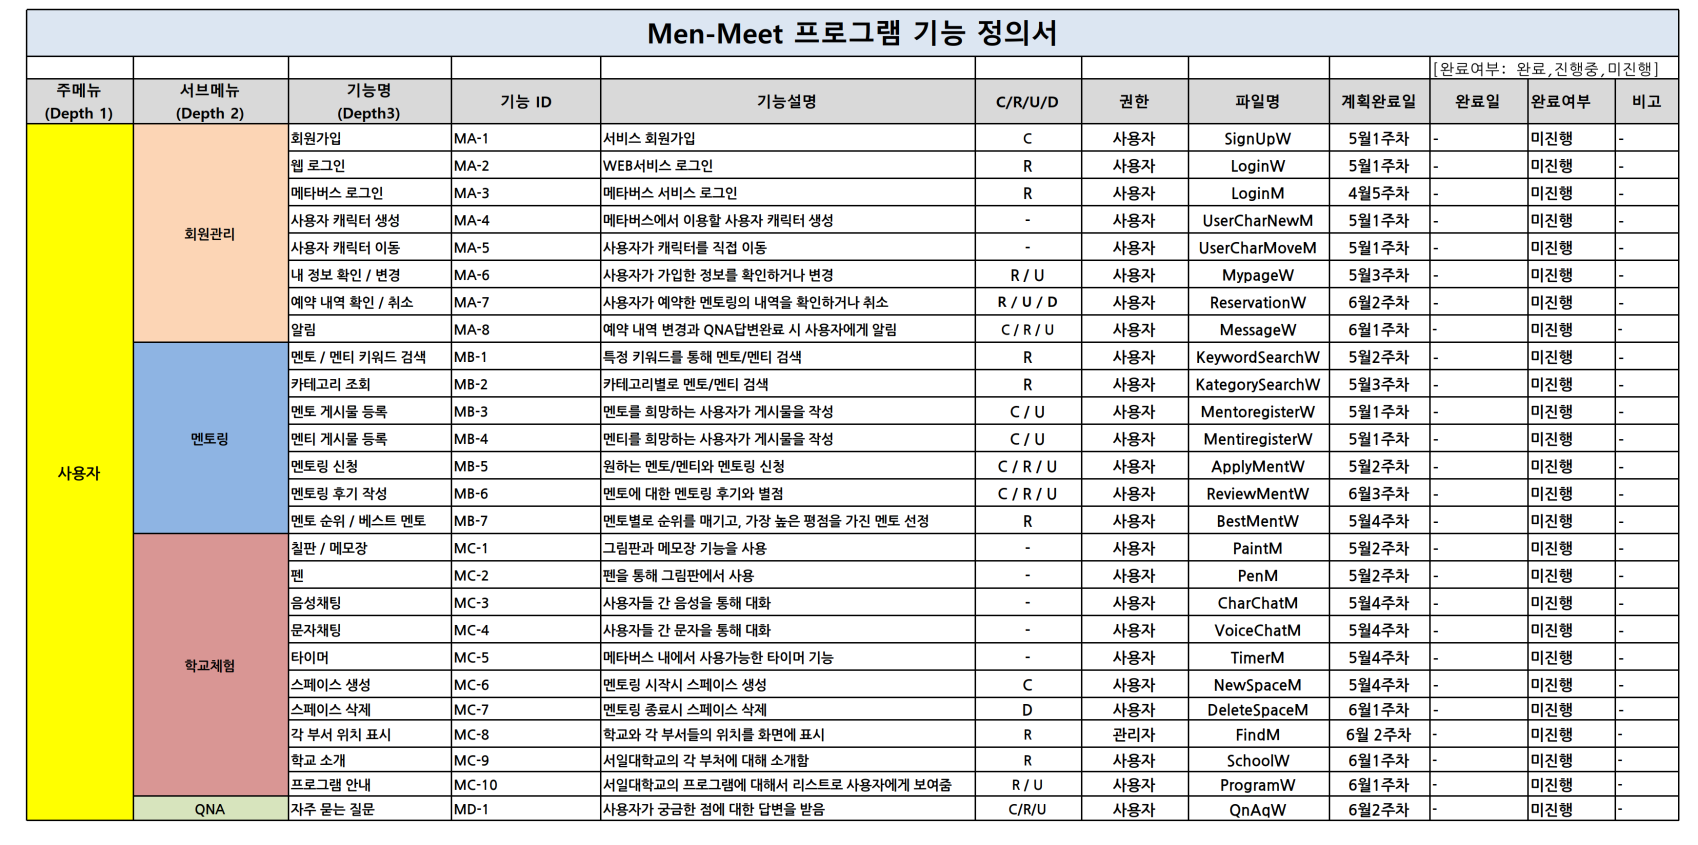 Men-Meet 프로그램 기능 정의서
[완료여부: 완료,진행중,미진행]
주메뉴 (Depth 1) 서브메뉴 (Depth 2) 기능명 (Depth3) 기능 ID 기능설명 C/R/U/D 권한 파일명 계획완료일 완료일 완료여부 비고
사용자
회원관리
회원가입 MA-1 서비스 회원가입 C 사용자 SignUpW 5월1주차 - 미진행 -
웹 로그인 MA-2 WEB서비스 로그인 R 사용자 LoginW 5월1주차 - 미진행 -
메타버스 로그인 MA-3 메타버스 서비스 로그인 R 사용자 LoginM 4월5주차 - 미진행 -
사용자 캐릭터 생성 MA-4 메타버스에서 이용할 사용자 캐릭터 생성 - 사용자 UserCharNewM 5월1주차 - 미진행 -
사용자 캐릭터 이동 MA-5 사용자가 캐릭터를 직접 이동 - 사용자 UserCharMoveM 5월1주차 - 미진행 -
내 정보 확인 / 변경 MA-6 사용자가 가입한 정보를 확인하거나 변경 R / U 사용자 MypageW 5월3주차 - 미진행 -
예약 내역 확인 / 취소 MA-7 사용자가 예약한 멘토링의 내역을 확인하거나 취소 R / U / D 사용자 ReservationW 6월2주차 - 미진행 -
알림 MA-8 예약 내역 변경과 QNA답변완료 시 사용자에게 알림 C / R / U 사용자 MessageW 6월1주차 - 미진행 -
멘토링
멘토 / 멘티 키워드 검색 MB-1 특정 키워드를 통해 멘토/멘티 검색 R 사용자 KeywordSearchW 5월2주차 - 미진행 -
카테고리 조회 MB-2 카테고리별로 멘토/멘티 검색 R 사용자 KategorySearchW 5월3주차 - 미진행 -
멘토 게시물 등록 MB-3 멘토를 희망하는 사용자가 게시물을 작성 C / U 사용자 MentoregisterW 5월1주차 - 미진행 -
멘티 게시물 등록 MB-4 멘티를 희망하는 사용자가 게시물을 작성 C / U 사용자 MentiregisterW 5월1주차 - 미진행 -
멘토링 신청 MB-5 원하는 멘토/멘티와 멘토링 신청 C / R / U 사용자 ApplyMentW 5월2주차 - 미진행 -
멘토링 후기 작성 MB-6 멘토에 대한 멘토링 후기와 별점 C / R / U 사용자 ReviewMentW 6월3주차 - 미진행 -
멘토 순위 / 베스트 멘토 MB-7 멘토별로 순위를 매기고, 가장 높은 평점을 가진 멘토 선정 R 사용자 BestMentW 5월4주차 - 미진행 -
학교체험
칠판 / 메모장 MC-1 그림판과 메모장 기능을 사용 - 사용자 PaintM 5월2주차 - 미진행 -
펜 MC-2 펜을 통해 그림판에서 사용 - 사용자 PenM 5월2주차 - 미진행 -
음성채팅 MC-3 사용자들 간 음성을 통해 대화 - 사용자 CharChatM 5월4주차 - 미진행 -
문자채팅 MC-4 사용자들 간 문자을 통해 대화 - 사용자 VoiceChatM 5월4주차 - 미진행 -
타이머 MC-5 메타버스 내에서 사용가능한 타이머 기능 - 사용자 TimerM 5월4주차 - 미진행 -
스페이스 생성 MC-6 멘토링 시작시 스페이스 생성 C 사용자 NewSpaceM 5월4주차 - 미진행 -
스페이스 삭제 MC-7 멘토링 종료시 스페이스 삭제 D 사용자 DeleteSpaceM 6월1주차 - 미진행 -
각 부서 위치 표시 MC-8 학교와 각 부서들의 위치를 화면에 표시 R 관리자 FindM 6월 2주차 - 미진행 -
학교 소개 MC-9 서일대학교의 각 부처에 대해 소개함 R 사용자 SchoolW 6월1주차 - 미진행 -
프로그램 안내 MC-10 서일대학교의 프로그램에 대해서 리스트로 사용자에게 보여줌 R / U 사용자 ProgramW 6월1주차 - 미진행 -
QNA
자주 묻는 질문 MD-1 사용자가 궁금한 점에 대한 답변을 받음 C/R/U 사용자 QnAqW 6월2주차 - 미진행 -